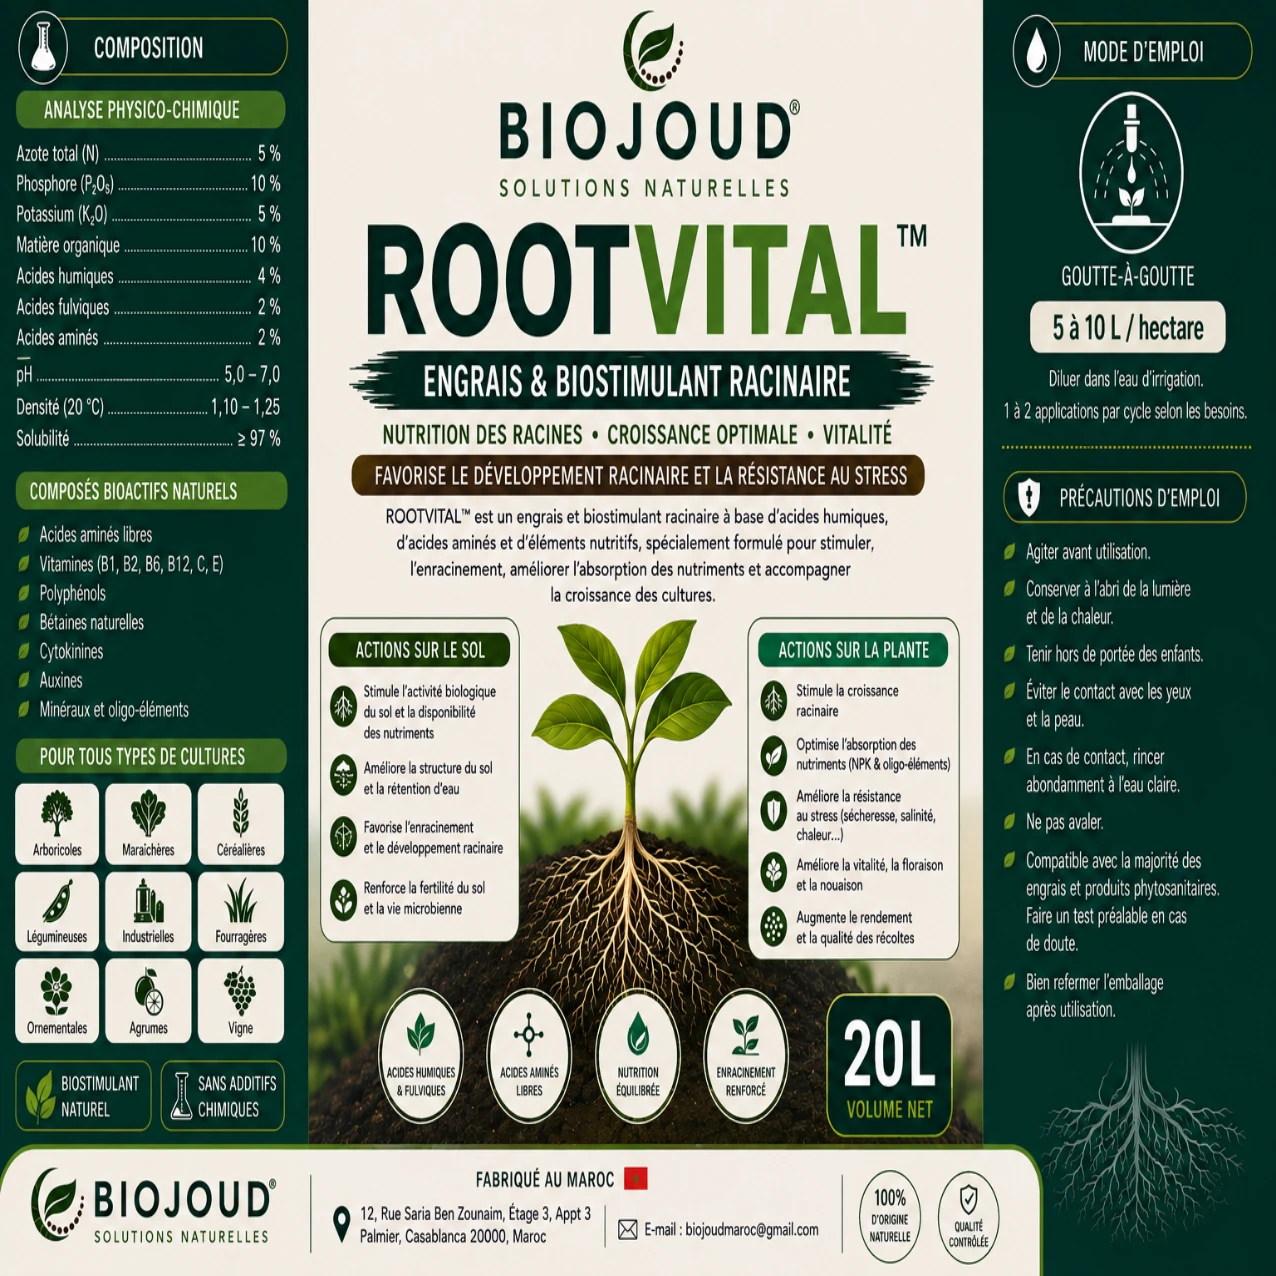 COMPOSITION
ANALYSE PHYSICO-CHIMIQUE
Azote total (N) 5 %
Phosphore (P₂O₅) 10 %
Potassium (K₂O) 5 %
Matière organique 10 %
Acides humiques 4 %
Acides fulviques 2 %
Acides aminés 2 %
pH 5,0 – 7,0
Densité (20 °C) 1,10 – 1,25
Solubilité ≥ 97 %
COMPOSÉS BIOACTIFS NATURELS
Acides aminés libres
Vitamines (B1, B2, B6, B12, C, E)
Polyphénols
Bétaines naturelles
Cytokinines
Auxines
Minéraux et oligo-éléments
POUR TOUS TYPES DE CULTURES
Arboricoles
Maraichères
Céréalières
Légumineuses
Industrielles
Fourragères
Ornementales
Agrumes
Vigne
BIOSTIMULANT
NATUREL
SANS ADDITIFS
CHIMIQUES
BIOJOUD®
SOLUTIONS NATURELLES
ROOTVITAL™
ENGRAIS & BIOSTIMULANT RACINAIRE
NUTRITION DES RACINES • CROISSANCE OPTIMALE • VITALITÉ
FAVORISE LE DÉVELOPPEMENT RACINAIRE ET LA RÉSISTANCE AU STRESS
ROOTVITAL™ est un engrais et biostimulant racinaire à base d'acides humiques,
d'acides aminés et d'éléments nutritifs, spécialement formulé pour stimuler,
l'enracinement, améliorer l'absorption des nutriments et accompagner
la croissance des cultures.
ACTIONS SUR LE SOL
Stimule l'activité biologique
du sol et la disponibilité
des nutriments
Améliore la structure du sol
et la rétention d'eau
Favorise l'enracinement
et le développement racinaire
Renforce la fertilité du sol
et la vie microbienne
ACTIONS SUR LA PLANTE
Stimule la croissance
racinaire
Optimise l'absorption des
nutriments (NPK & oligo-éléments)
Améliore la résistance
au stress (sécheresse, salinité,
chaleur...)
Améliore la vitalité, la floraison
et la nouaison
Augmente le rendement
et la qualité des récoltes
ACIDES HUMIQUES
& FULVIQUES
ACIDES AMINÉS
LIBRES
NUTRITION
ÉQUILIBRÉE
ENRACINEMENT
RENFORCÉ
20L
VOLUME NET
MODE D'EMPLOI
GOUTTE-À-GOUTTE
5 à 10 L / hectare
Diluer dans l'eau d'irrigation.
1 à 2 applications par cycle selon les besoins.
PRÉCAUTIONS D'EMPLOI
Agiter avant utilisation.
Conserver à l'abri de la lumière
et de la chaleur.
Tenir hors de portée des enfants.
Éviter le contact avec les yeux
et la peau.
En cas de contact, rincer
abondamment à l'eau claire.
Ne pas avaler.
Compatible avec la majorité des
engrais et produits phytosanitaires.
Faire un test préalable en cas
de doute.
Bien refermer l'emballage
après utilisation.
BIOJOUD®
SOLUTIONS NATURELLES
FABRIQUÉ AU MAROC
12, Rue Saria Ben Zounaim, Étage 3, Appt 3
Palmier, Casablanca 20000, Maroc
E-mail : biojoudmaroc@gmail.com
100%
D'ORIGINE
NATURELLE
QUALITÉ
CONTRÔLÉE